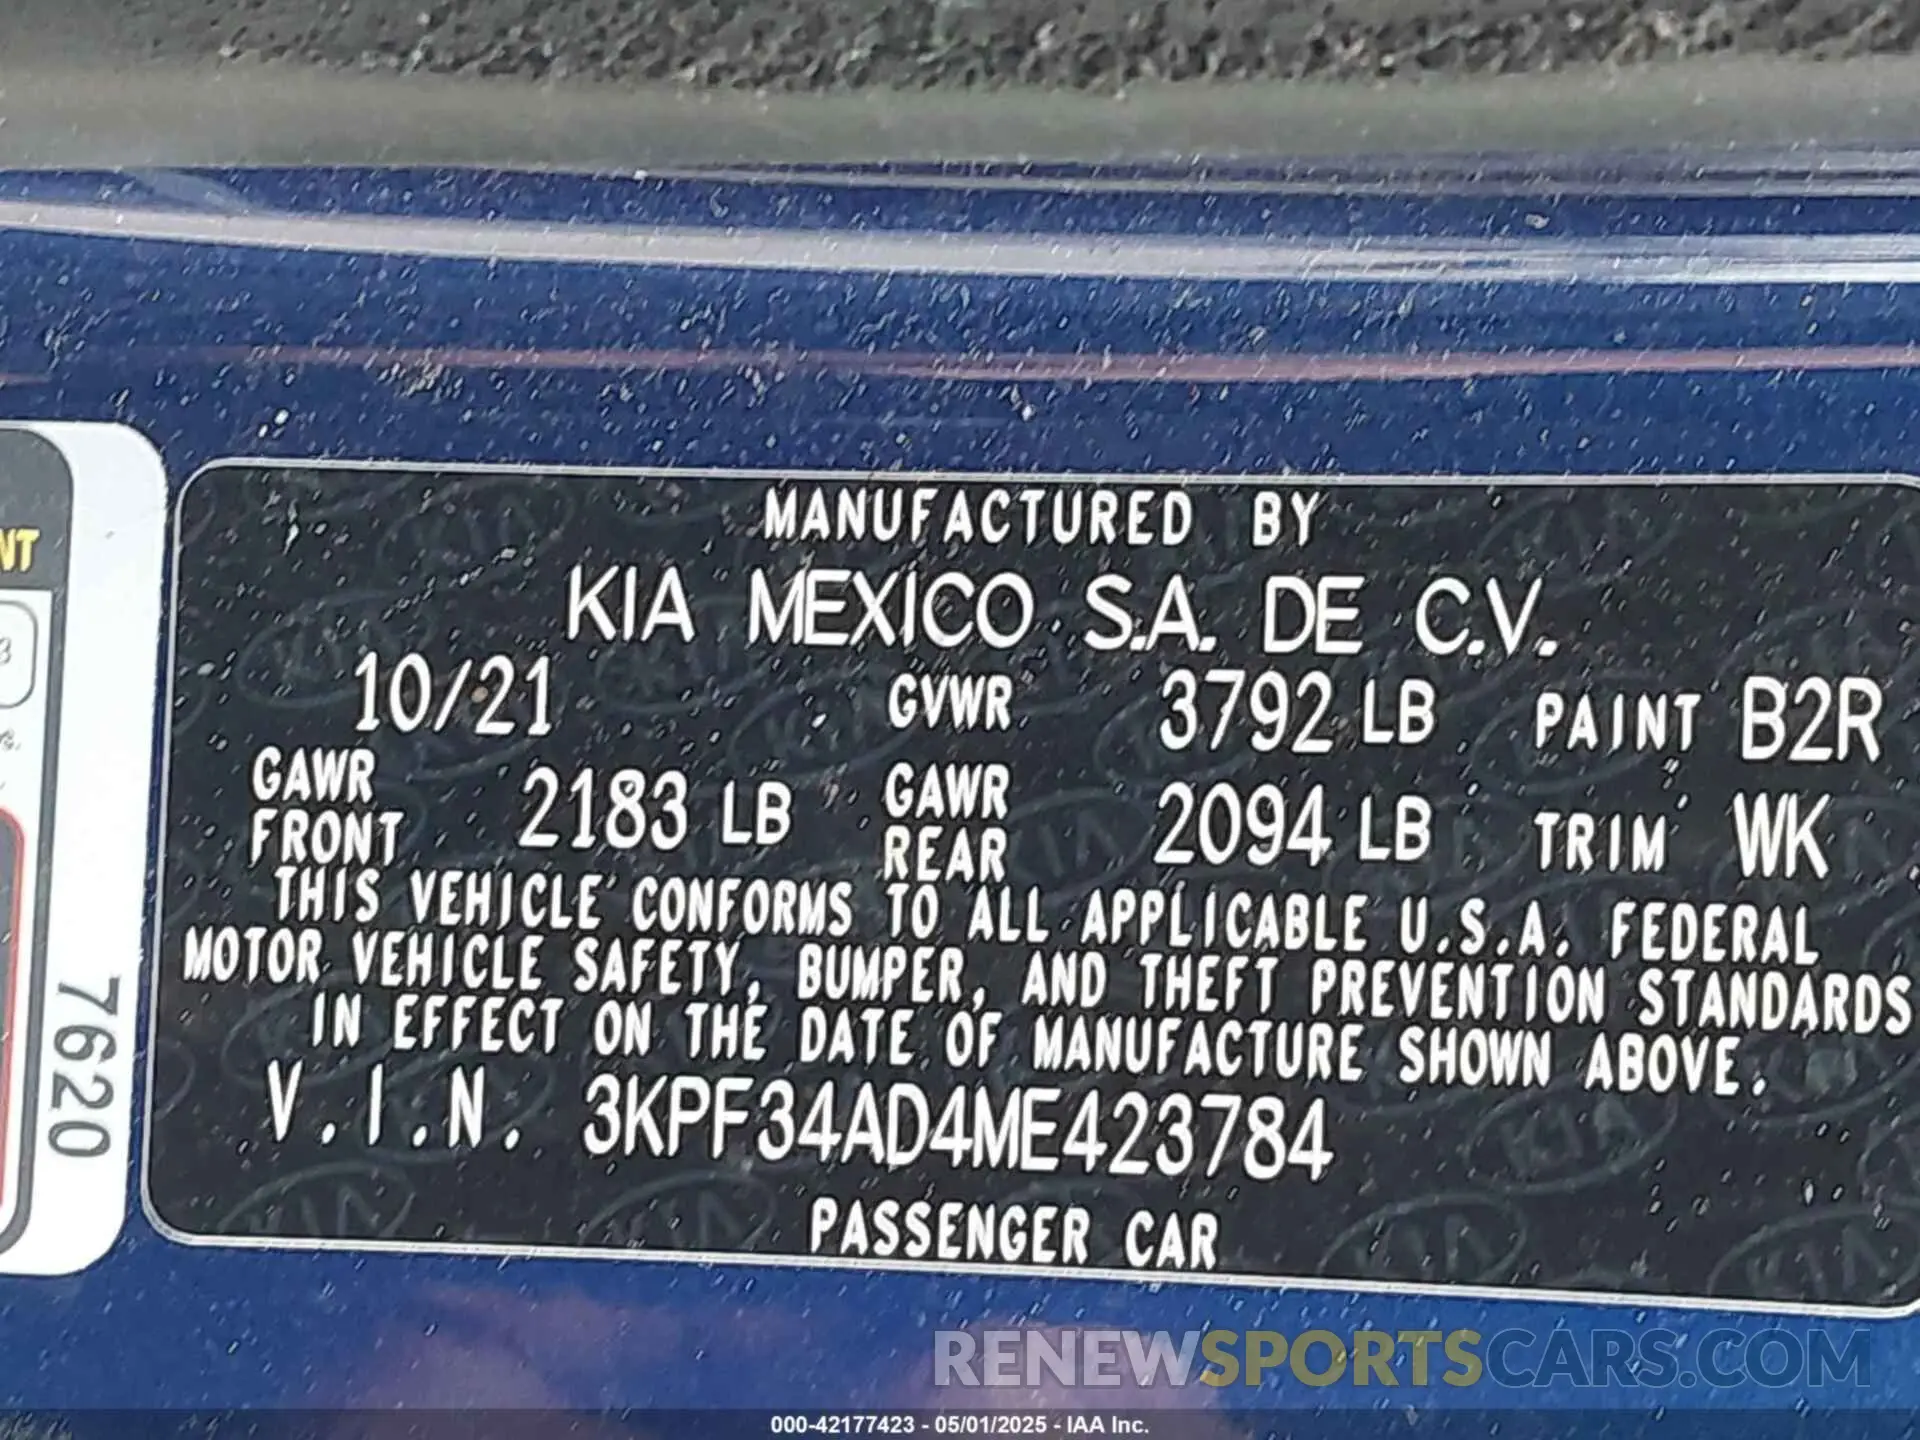 MANUFACTURED BY
KIA MEXICO S.A. DE C.V.
10/21 GVWR 3792 LB PAINT B2R
GAWR FRONT 2183 LB GAWR REAR 2094 LB TRIM WK
THIS VEHICLE CONFORMS TO ALL APPLICABLE U.S.A. FEDERAL
MOTOR VEHICLE SAFETY, BUMPER, AND THEFT PREVENTION STANDARDS
IN EFFECT ON THE DATE OF MANUFACTURE SHOWN ABOVE.
V.I.N. 3KPF34AD4ME423784
PASSENGER CAR
NT
7620
RENEWSPORTSCARS.COM
000-42177423 - 05/01/2025 - IAA Inc.